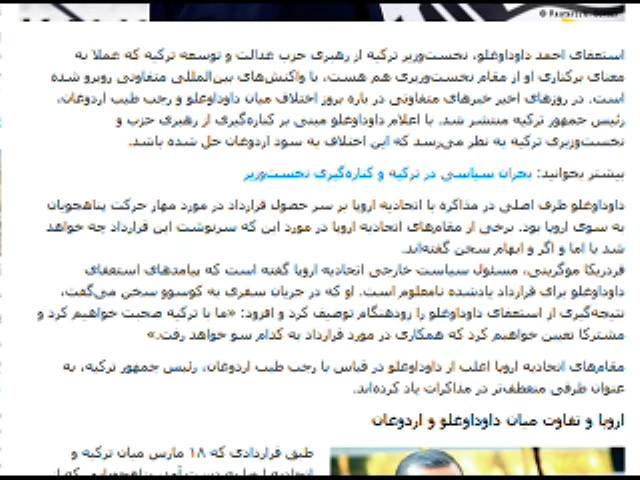 استعفای احمد داوداوغلو، نخست‌وزیر ترکیه از رهبری حزب عدالت و توسعه ترکیه که عملا به
معنای برکناری او از مقام نخست‌وزیری هم هست، با واکنش‌های بین‌المللی متفاوتی روبرو شده
است. در روزهای اخیر خبرهای متفاوتی در باره بروز اختلاف میان داوداوغلو و رجب طیب اردوغان،
رئیس جمهور ترکیه منتشر شد. با اعلام داوداوغلو مبنی بر کناره‌گیری از رهبری حزب و
نخست‌وزیری ترکیه به نظر می‌رسد که این اختلاف به سود اردوغان حل شده باشد.
بیشتر بخوانید: بحران سیاسی در ترکیه و کناره‌گیری نخست‌وزیر
داوداوغلو طرف اصلی در مذاکره با اتحادیه اروپا بر سر حصول قرارداد در مورد مهار حرکت پناهجویان
به سوی اروپا بود. برخی از مقام‌های اتحادیه اروپا در مورد این که سرنوشت این قرارداد چه خواهد
شد با اما و اگر و ابهام سخن گفته‌اند.
فدریکا موگرینی، مسئول سیاست خارجی اتحادیه اروپا گفته است که پیامدهای استعفای
داوداوغلو برای قرارداد یادشده نامعلوم است. او که در جریان سفری به کوسوو سخن می‌گفت،
نتیجه‌گیری از استعفای داوداوغلو را زودهنگام توصیف کرد و افزود: «ما با ترکیه صحبت خواهیم کرد و
مشترکا تعیین خواهیم کرد که همکاری در مورد قرارداد به کدام سو خواهد رفت.»
مقام‌های اتحادیه اروپا اغلب از داوداوغلو در قیاس با رجب طیب اردوغان، رئیس جمهور ترکیه، به
عنوان طرفی منعطف‌تر در مذاکرات یاد کرده‌اند.
اروپا و تفاوت میان داوداوغلو و اردوغان
طبق قراردادی که ۱۸ مارس میان ترکیه و